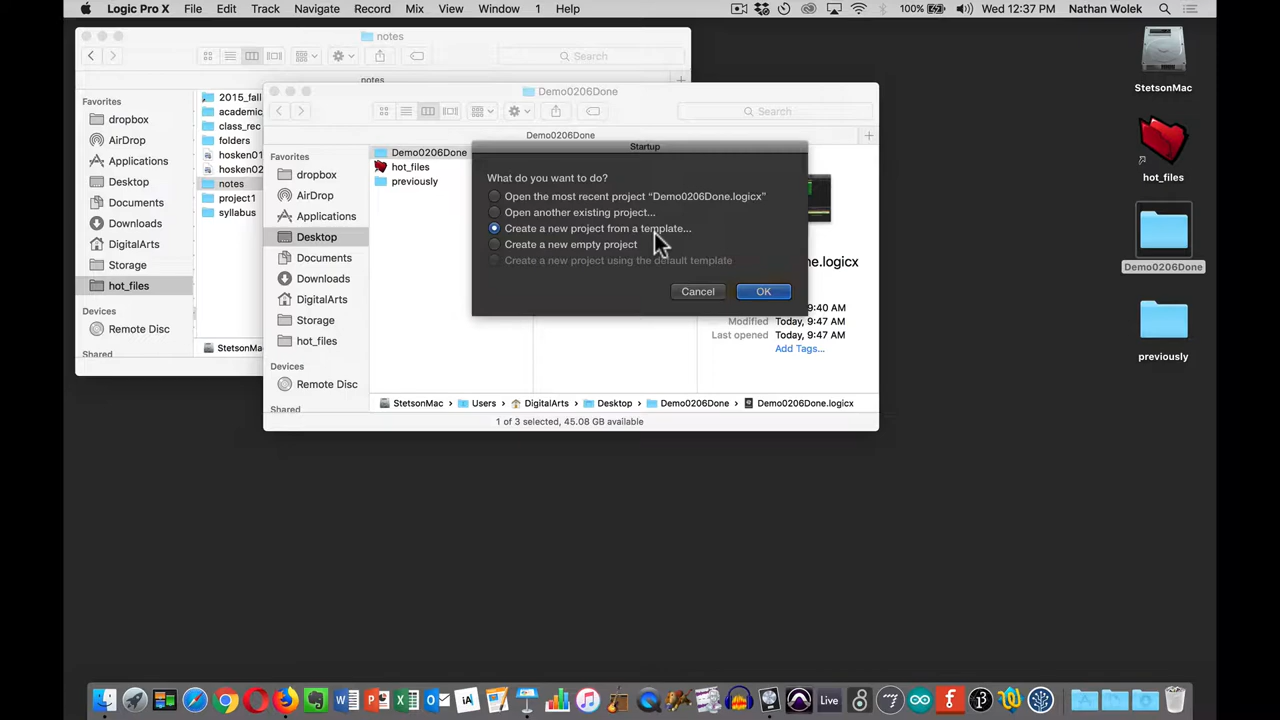 Logic Pro X File Edit Track Navigate Record Mix View Window 1 Help 100% Wed 12:37 PM Nathan Wolek
notes
Search
notes
Favorites
dropbox
AirDrop
Applications
Desktop
Documents
Downloads
DigitalArts
Storage
hot_files
Devices
Remote Disc
Shared
2015_fall
academic
class_rec
folders
hosken01
hosken02
notes
project1
syllabus
StetsonMac
Demo0206Done
Search
Demo0206Done
Favorites
dropbox
AirDrop
Applications
Desktop
Documents
Downloads
DigitalArts
Storage
hot_files
Devices
Remote Disc
Shared
Demo0206Done
hot_files
previously
Startup
What do you want to do?
Open the most recent project “Demo0206Done.logicx”
Open another existing project...
Create a new project from a template...
Create a new empty project
Create a new project using the default template
Cancel OK
ne.logicx
9:40 AM
Modified Today, 9:47 AM
Last opened Today, 9:47 AM
Add Tags...
StetsonMac Users DigitalArts Desktop Demo0206Done Demo0206Done.logicx
1 of 3 selected, 45.08 GB available
StetsonMac
hot_files
Demo0206Done
previously
Live